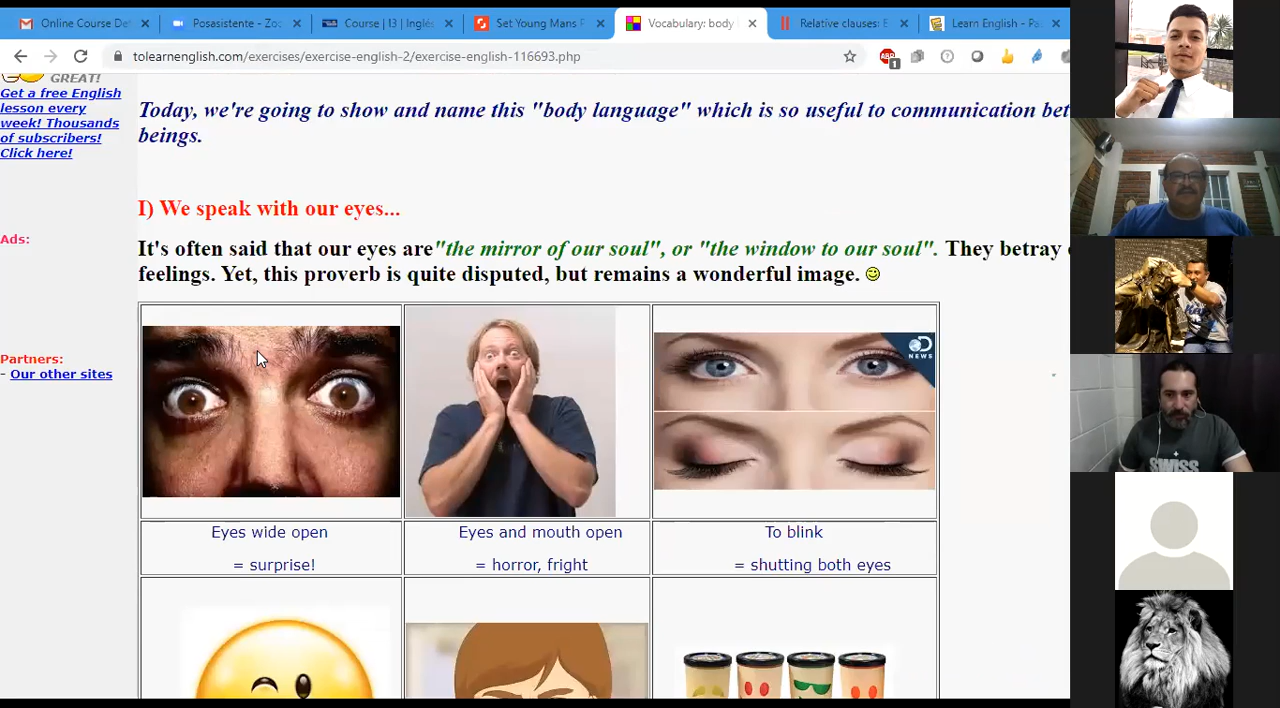 Online Course De
Posasistente - Zoo
Course | I3 | Inglés
Set Young Mans P
Vocabulary: body
Relative clauses: E
Learn English - Pa
tolearnenglish.com/exercises/exercise-english-2/exercise-english-116693.php
1
GREAT!
Get a free English
lesson every
week! Thousands
of subscribers!
Click here!
Ads:
Partners:
- Our other sites
Today, we're going to show and name this "body language" which is so useful to communication bet
beings.
I) We speak with our eyes...
It's often said that our eyes are"the mirror of our soul", or "the window to our soul". They betray
feelings. Yet, this proverb is quite disputed, but remains a wonderful image.
NEWS
Eyes wide open
= surprise!
Eyes and mouth open
= horror, fright
To blink
= shutting both eyes
SWISS